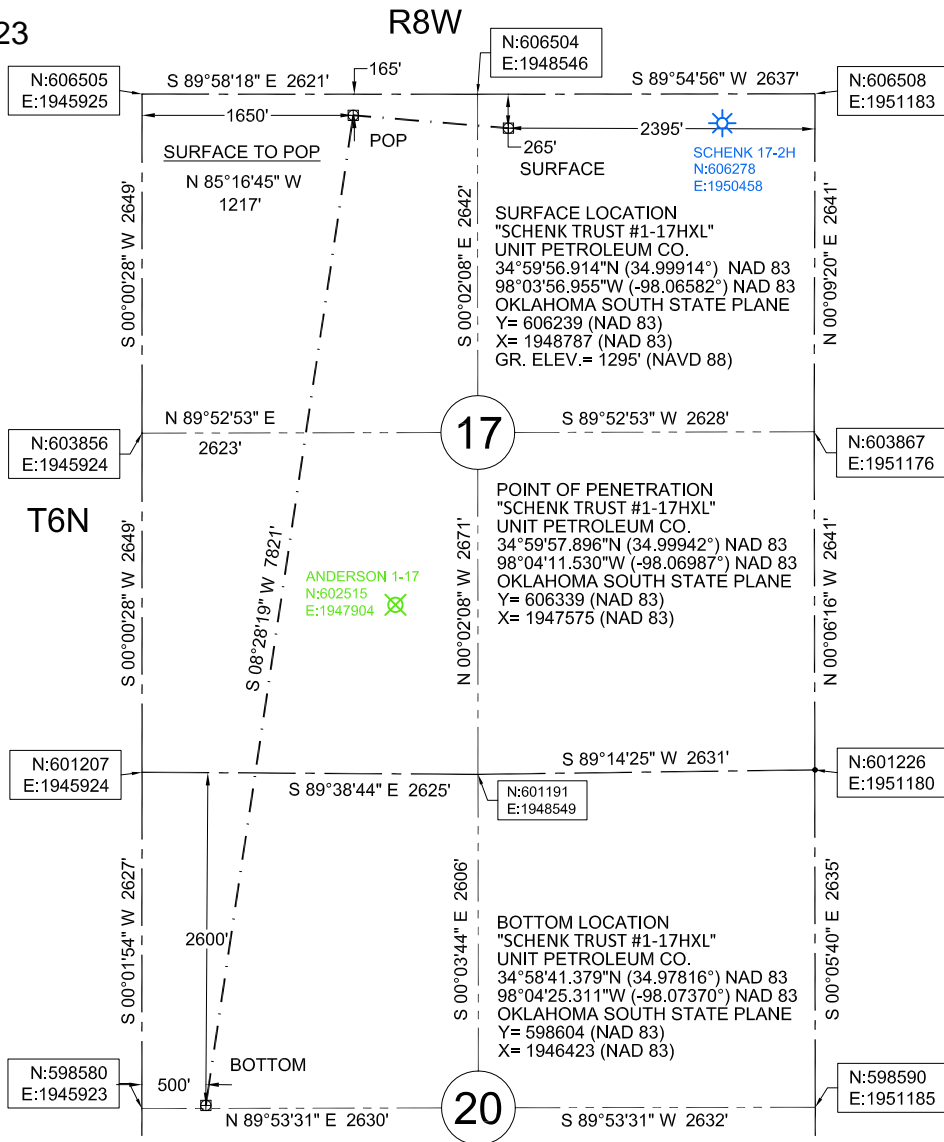 23
R8W
N:606504
E:1948546
N:606505
E:1945925
S 89°58'18" E 2621'
165'
S 89°54'56" W 2637'
N:606508
E:1951183
1650'
POP
2395'
265'
SURFACE
SURFACE TO POP
N 85°16'45" W
1217'
SCHENK 17-2H
N:606278
E:1950458
S 00°00'28" W 2649'
S 00°02'08" E 2642'
N 00°09'20" E 2641'
SURFACE LOCATION
"SCHENK TRUST #1-17HXL"
UNIT PETROLEUM CO.
34°59'56.914"N (34.99914°) NAD 83
98°03'56.955"W (-98.06582°) NAD 83
OKLAHOMA SOUTH STATE PLANE
Y= 606239 (NAD 83)
X= 1948787 (NAD 83)
GR. ELEV.= 1295' (NAVD 88)
N:603856
E:1945924
N 89°52'53" E
2623'
17
S 89°52'53" W 2628'
N:603867
E:1951176
T6N
S 00°00'28" W 2649'
S 08°28'19" W 7821'
ANDERSON 1-17
N:602515
E:1947904
N 00°02'08" W 2671'
POINT OF PENETRATION
"SCHENK TRUST #1-17HXL"
UNIT PETROLEUM CO.
34°59'57.896"N (34.99942°) NAD 83
98°04'11.530"W (-98.06987°) NAD 83
OKLAHOMA SOUTH STATE PLANE
Y= 606339 (NAD 83)
X= 1947575 (NAD 83)
N 00°06'16" W 2641'
N:601207
E:1945924
S 89°38'44" E 2625'
N:601191
E:1948549
S 89°14'25" W 2631'
N:601226
E:1951180
S 00°01'54" W 2627'
2600'
S 00°03'44" E 2606'
BOTTOM LOCATION
"SCHENK TRUST #1-17HXL"
UNIT PETROLEUM CO.
34°58'41.379"N (34.97816°) NAD 83
98°04'25.311"W (-98.07370°) NAD 83
OKLAHOMA SOUTH STATE PLANE
Y= 598604 (NAD 83)
X= 1946423 (NAD 83)
S 00°05'40" E 2635'
N:598580
E:1945923
500'
BOTTOM
N 89°53'31" E 2630'
20
S 89°53'31" W 2632'
N:598590
E:1951185